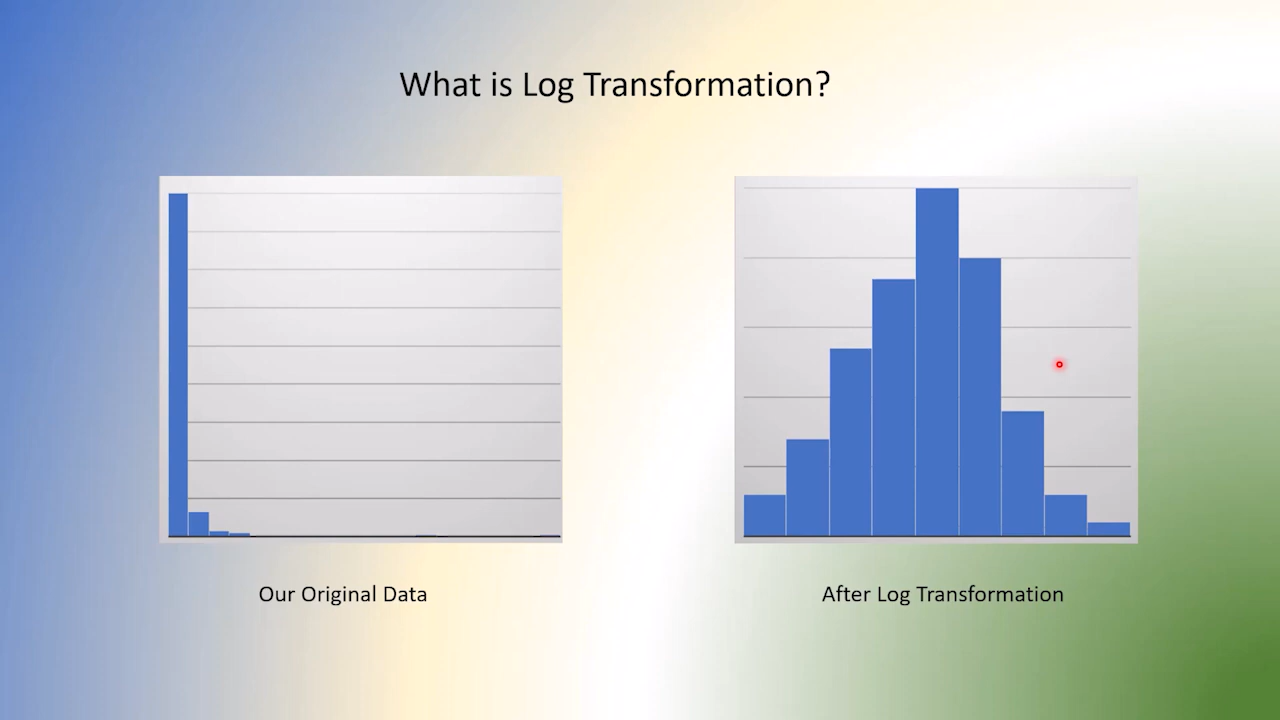 What is Log Transformation?
Our Original Data
After Log Transformation